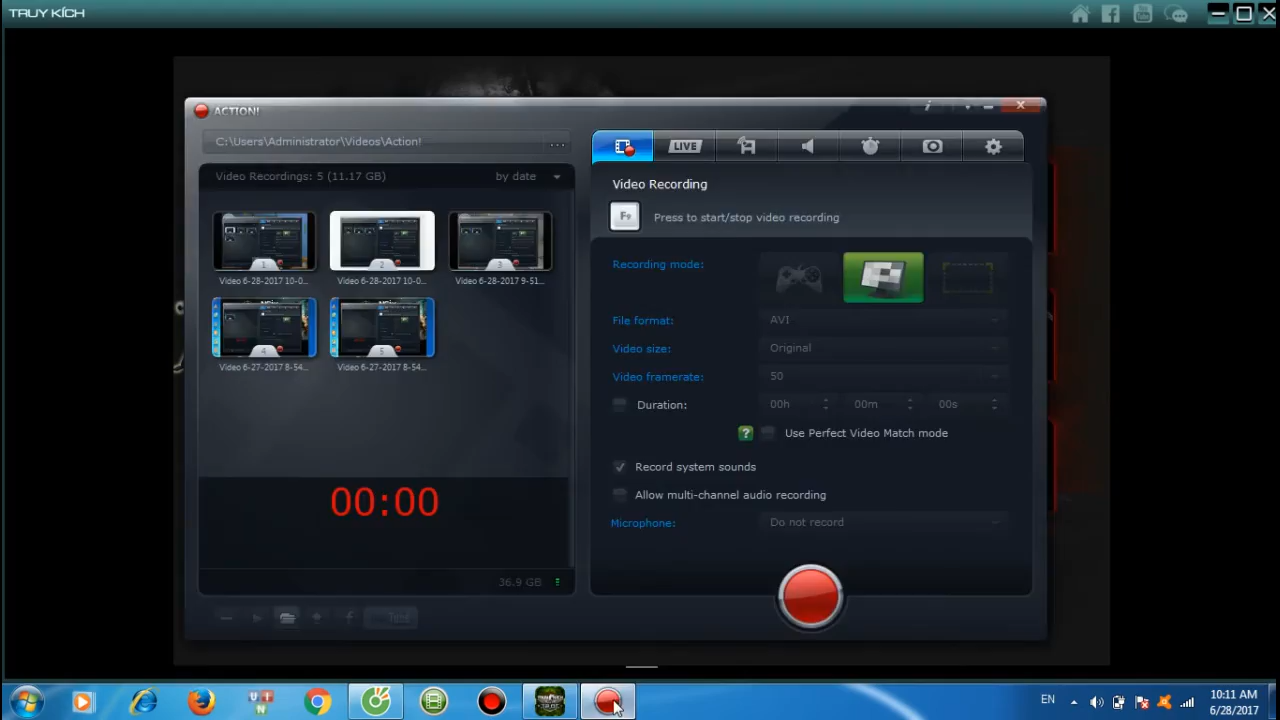 TRUY KÍCH
ACTION!
C:\Users\Administrator\Videos\Action!
...
LIVE
Video Recordings: 5 (11.17 GB)
by date
Video Recording
F9
Press to start/stop video recording
1
2
3
Video 6-28-2017 10-0...
Video 6-28-2017 10-0...
Video 6-28-2017 9-51...
Recording mode:
File format:
AVI
4
5
Video size:
Original
Video 6-27-2017 8-54...
Video 6-27-2017 8-54...
Video framerate:
50
Duration:
00h
00m
00s
?
Use Perfect Video Match mode
Record system sounds
Allow multi-channel audio recording
00:00
Microphone:
Do not record
36.9 GB
EN
10:11 AM
6/28/2017